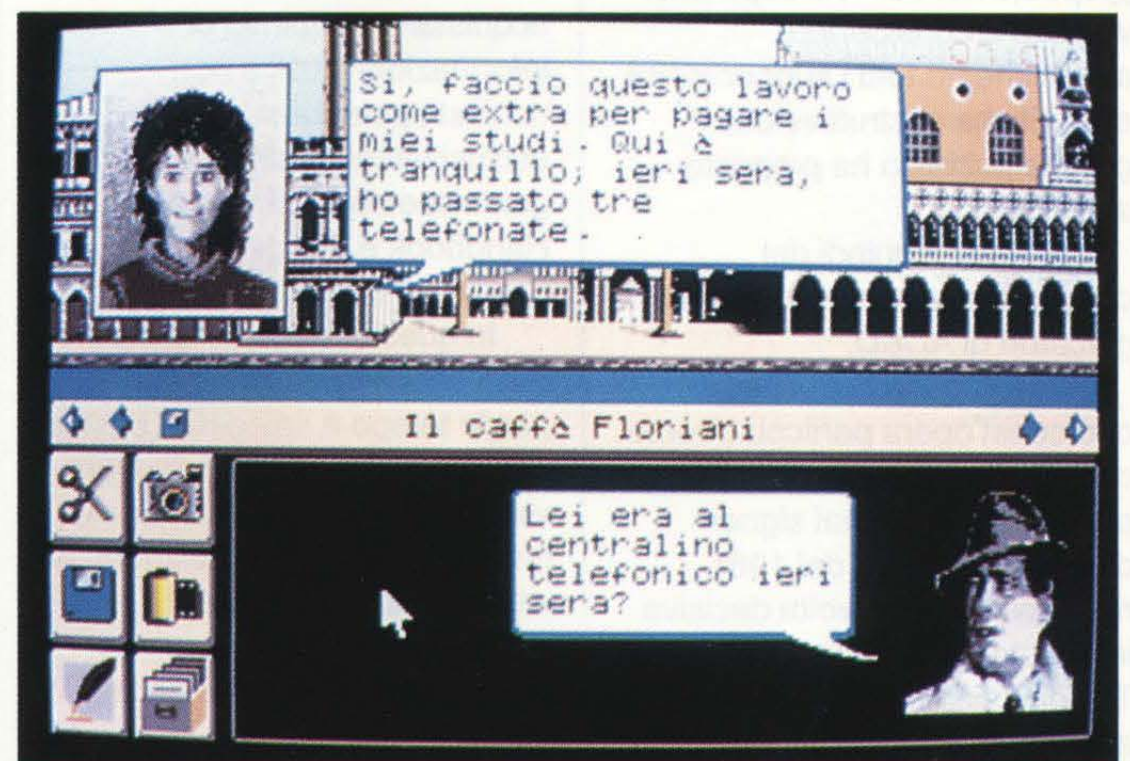 Si, faccio questo lavoro
come extra per pagare i
miei studi. Qui è
tranquillo; ieri sera,
ho passato tre
telefonate.
Il caffè Floriani
Lei era al
centralino
telefonico ieri
sera?